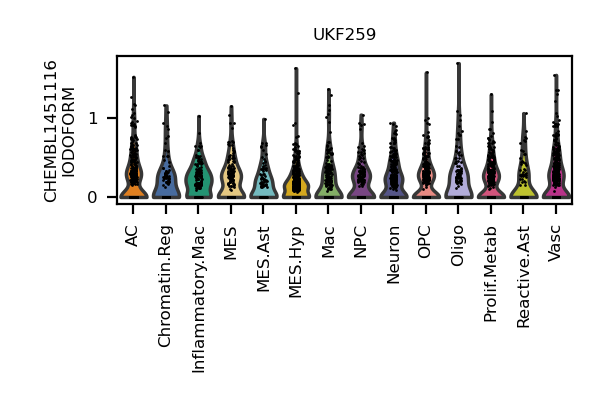 UKF259
CHEMBL1451116
IODOFORM
1
0
AC
Chromatin.Reg
Inflammatory.Mac
MES
MES.Ast
MES.Hyp
Mac
NPC
Neuron
OPC
Oligo
Prolif.Metab
Reactive.Ast
Vasc